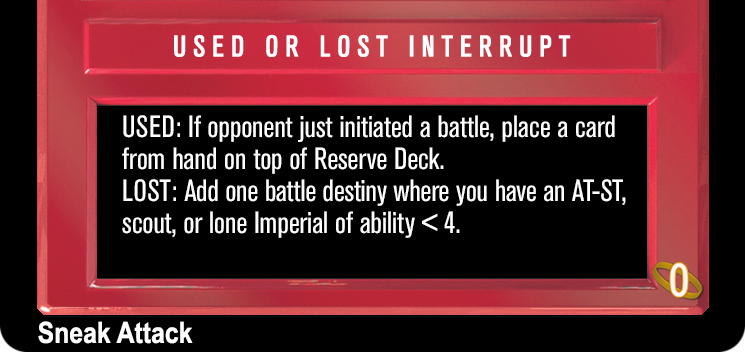 USED OR LOST INTERRUPT
USED: If opponent just initiated a battle, place a card
from hand on top of Reserve Deck.
LOST: Add one battle destiny where you have an AT-ST,
scout, or lone Imperial of ability < 4.
0
Sneak Attack